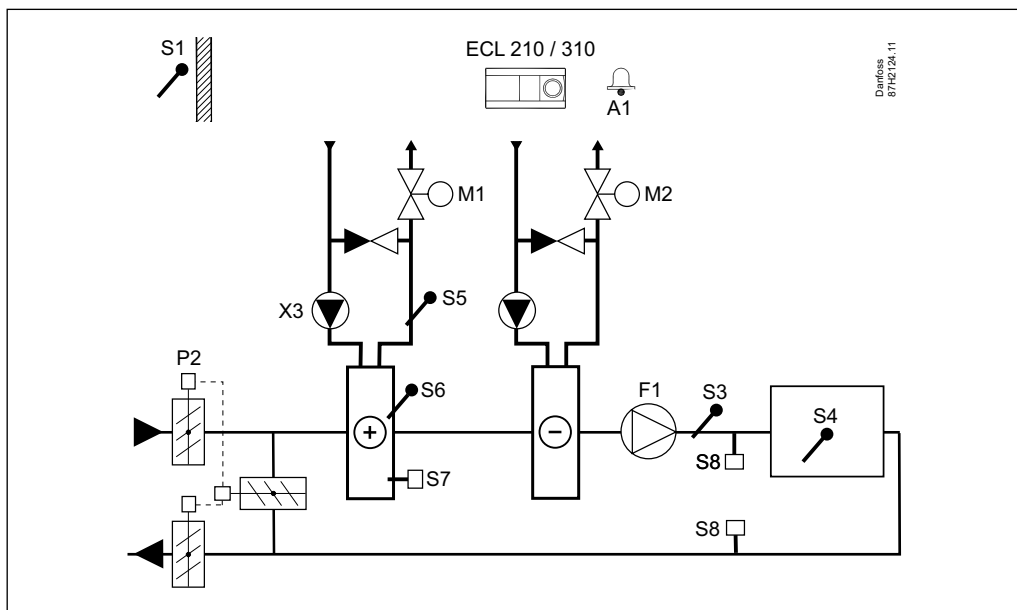 S1
ECL 210 / 310
A1
Danfoss
87H2124.11
M1
M2
S5
X3
P2
S6
F1
S3
S4
+
−
S8
S7
S8